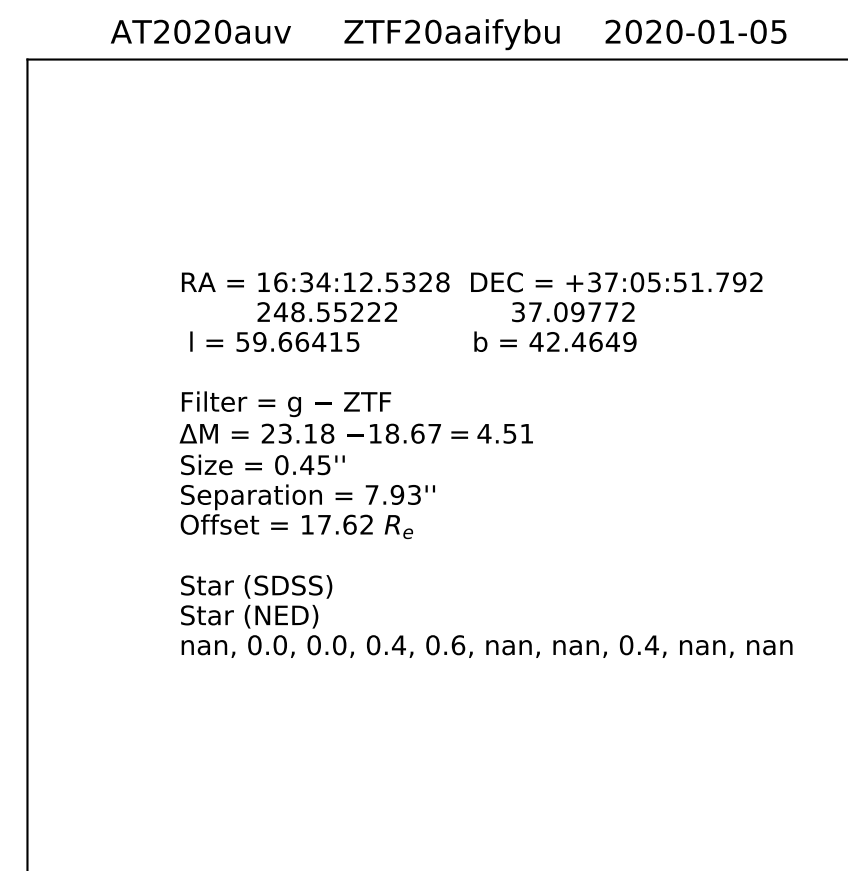 AT2020auv ZTF20aaifybu 2020-01-05
RA = 16:34:12.5328 DEC = +37:05:51.792
248.55222 37.09772
l = 59.66415 b = 42.4649
Filter = g − ZTF
ΔM = 23.18 −18.67 = 4.51
Size = 0.45''
Separation = 7.93''
Offset = 17.62 Re
Star (SDSS)
Star (NED)
nan, 0.0, 0.0, 0.4, 0.6, nan, nan, 0.4, nan, nan